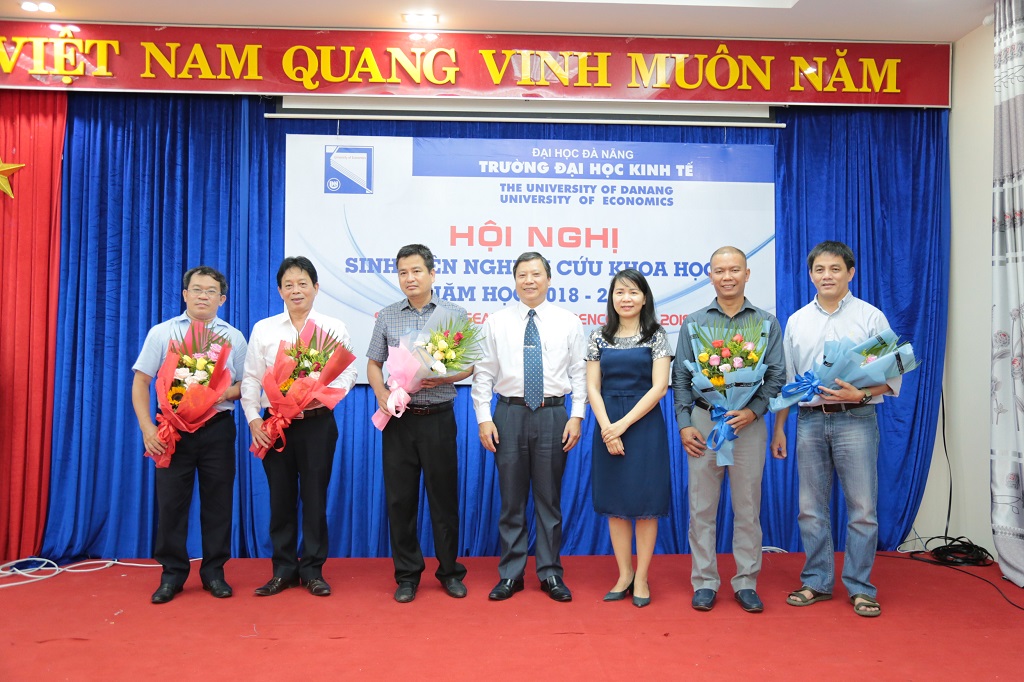 VIỆT NAM QUANG VINH MUÔN NĂM
ĐẠI HỌC ĐÀ NẴNG
TRƯỜNG ĐẠI HỌC KINH TẾ
THE UNIVERSITY OF DANANG
UNIVERSITY OF ECONOMICS
HỘI NGHỊ
SINH CỨU KHOA HỌC
NĂM HỌC 2018 -